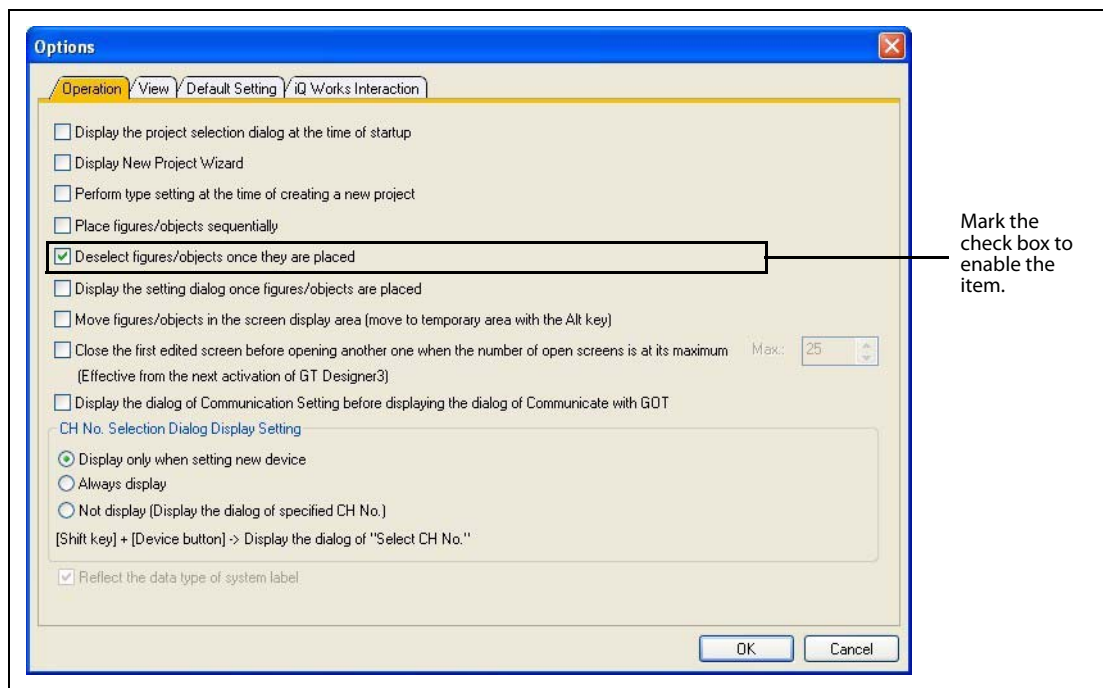 Options
Operation
View
Default Setting
iQ Works Interaction
Display the project selection dialog at the time of startup
Display New Project Wizard
Perform type setting at the time of creating a new project
Place figures/objects sequentially
Deselect figures/objects once they are placed
Mark the
check box to
enable the
item.
Display the setting dialog once figures/objects are placed
Move figures/objects in the screen display area (move to temporary area with the Alt key)
Close the first edited screen before opening another one when the number of open screens is at its maximum Max.: 25
(Effective from the next activation of GT Designer3)
Display the dialog of Communication Setting before displaying the dialog of Communicate with GOT
CH No. Selection Dialog Display Setting
Display only when setting new device
Always display
Not display (Display the dialog of specified CH No.)
[Shift key] + [Device button] -> Display the dialog of "Select CH No."
Reflect the data type of system label
OK Cancel